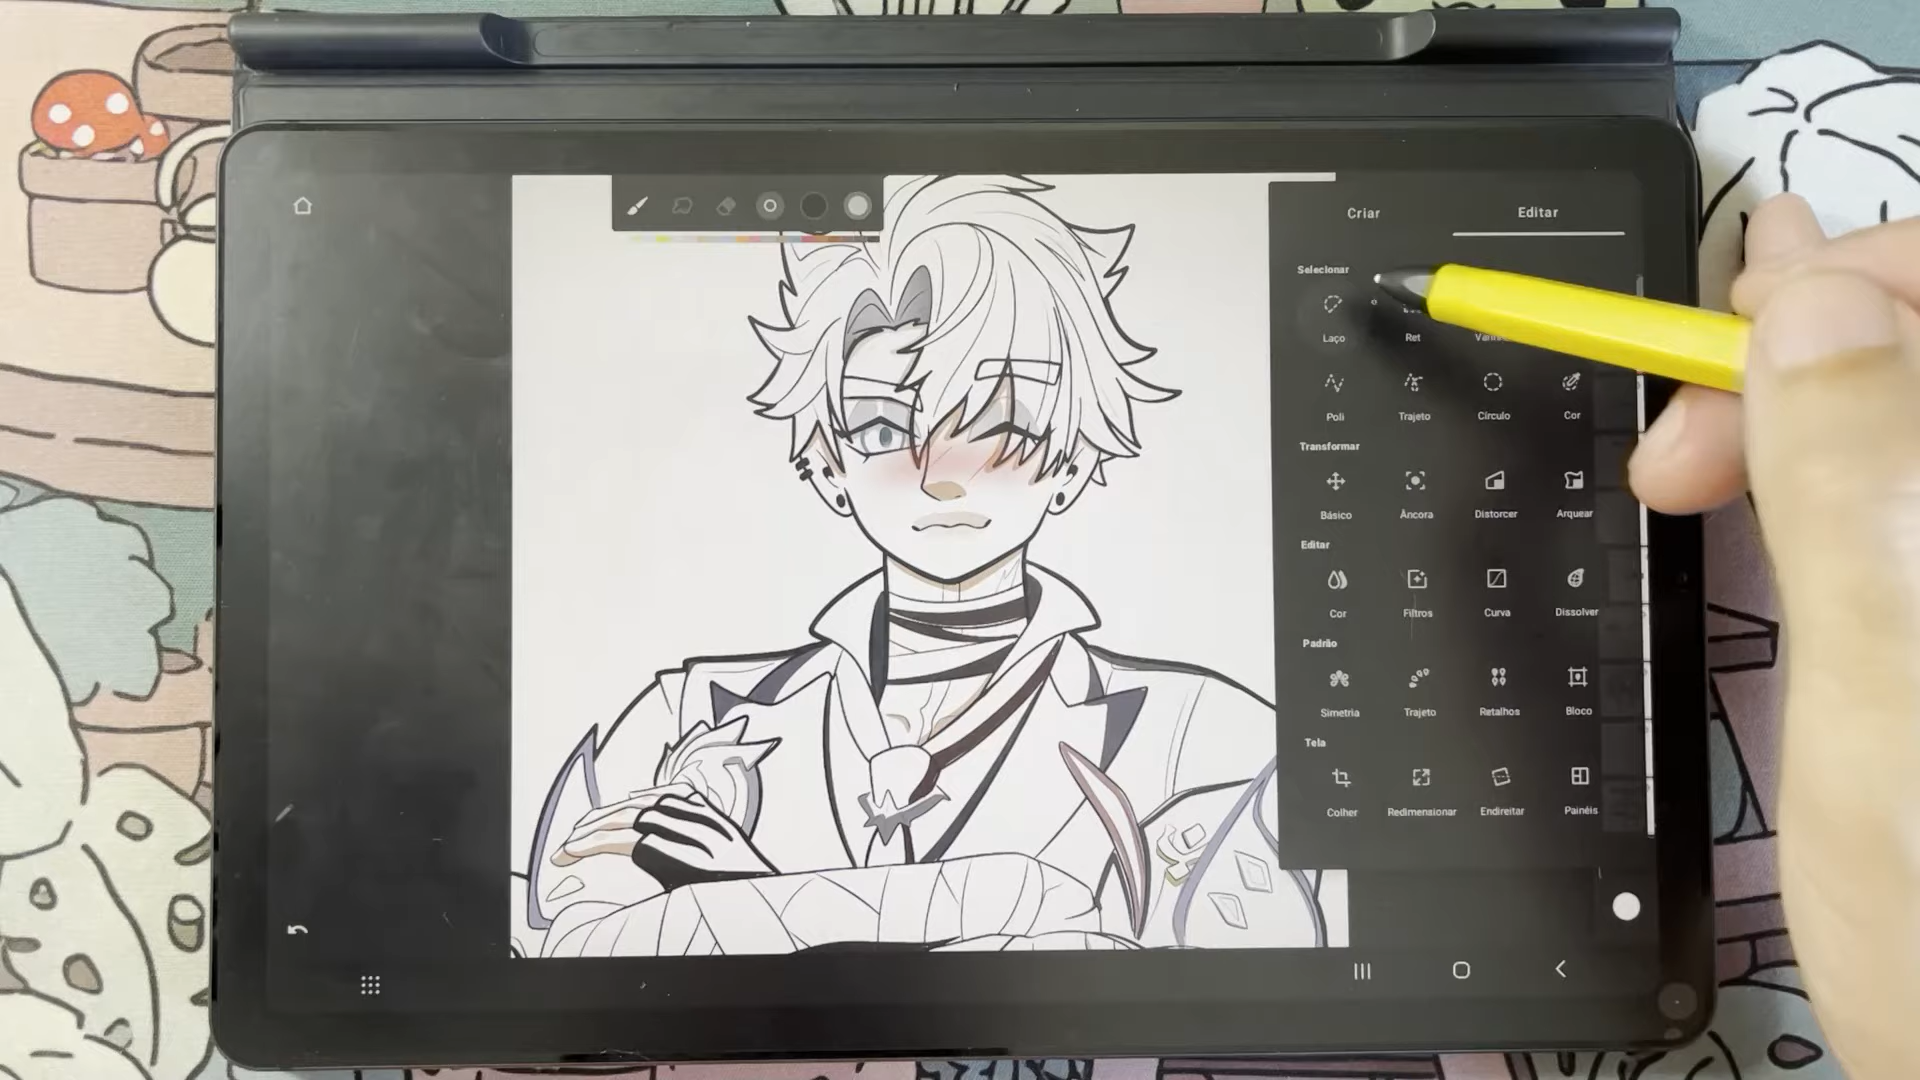 Criar Editar
Selecionar
Laço Ret
Poli Trajeto Círculo Cor
Transformar
Básico Âncora Distorcer Arquear
Editar
Cor Filtros Curva Dissolver
Padrão
Simetria Trajeto Retalhos Bloco
Tela
Colher Redimensionar Endireitar Painéis